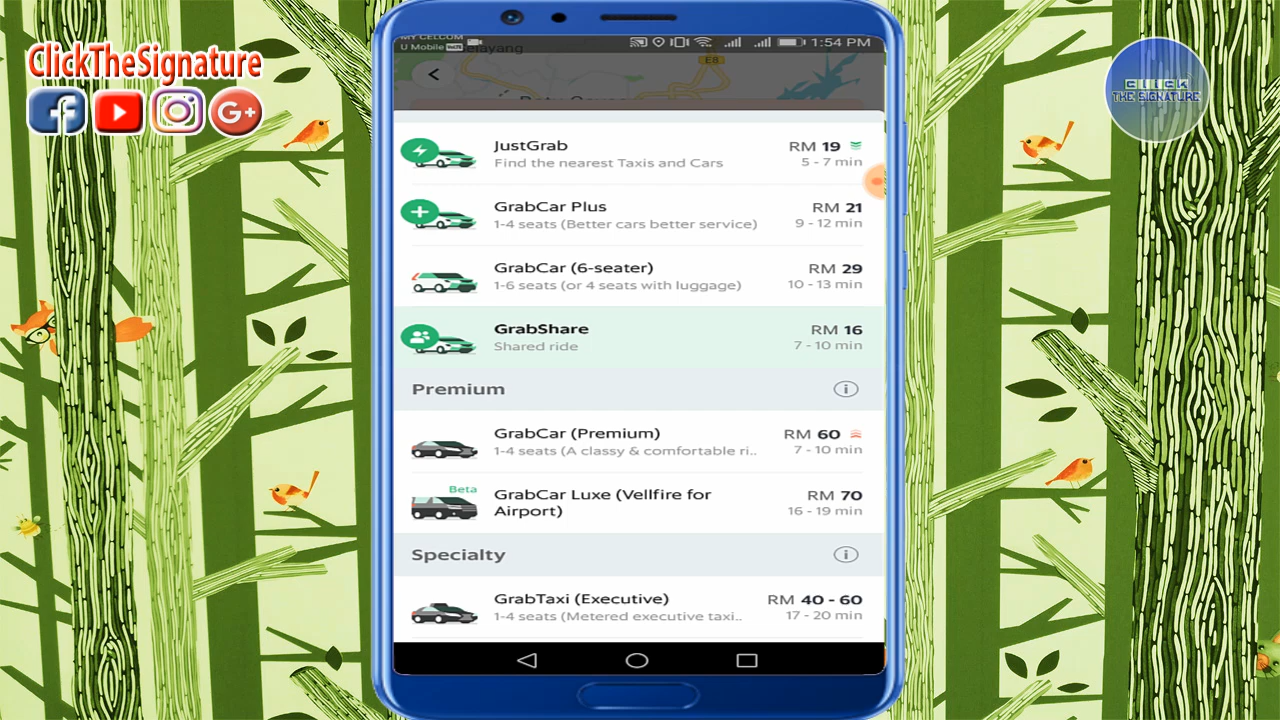 ClickTheSignature
CLICK
THE SIGNATURE
MY CELCOM
U Mobile VoLTE
1:54 PM
Selayang
E8
JustGrab
RM 19
Find the nearest Taxis and Cars
5 - 7 min
GrabCar Plus
RM 21
1-4 seats (Better cars better service)
9 - 12 min
GrabCar (6-seater)
RM 29
1-6 seats (or 4 seats with luggage)
10 - 13 min
GrabShare
RM 16
Shared ride
7 - 10 min
Premium
GrabCar (Premium)
RM 60
1-4 seats (A classy & comfortable ri..
7 - 10 min
Beta
GrabCar Luxe (Vellfire for
Airport)
RM 70
16 - 19 min
Specialty
GrabTaxi (Executive)
RM 40 - 60
1-4 seats (Metered executive taxi..
17 - 20 min